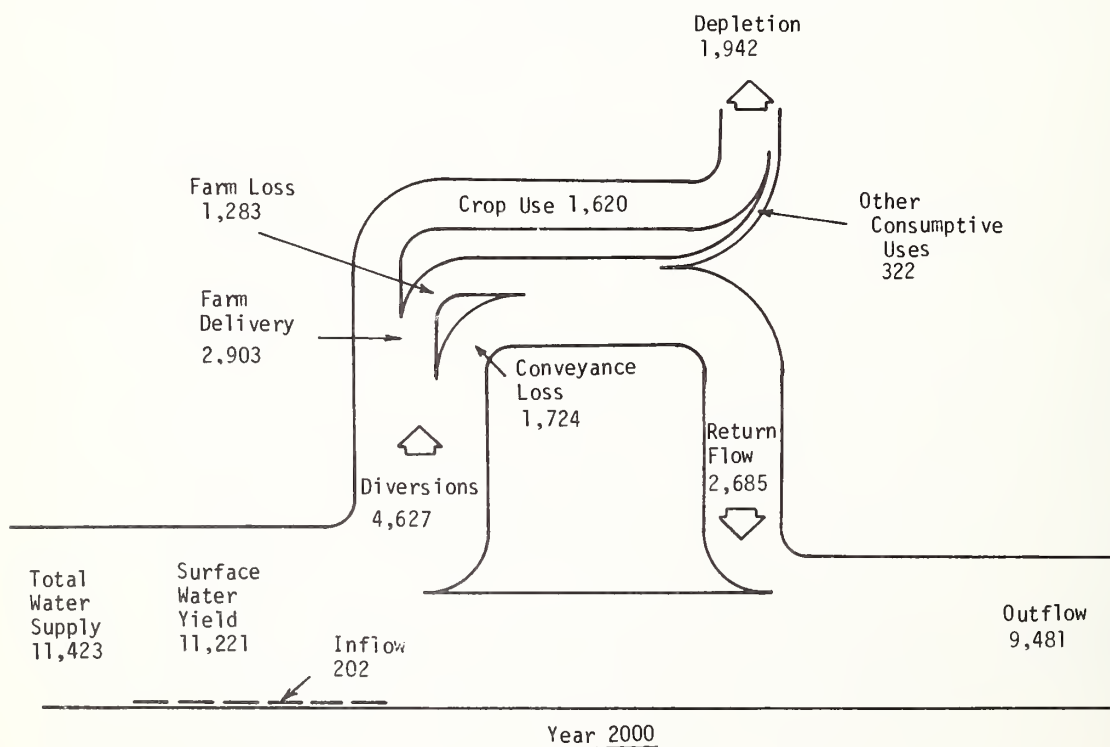 Depletion
1,942
Farm Loss
1,283
Crop Use 1,620
Other
Consumptive
Uses
322
Farm
Delivery
2,903
Conveyance
Loss
1,724
Return
Flow
2,685
Diversions
4,627
Total
Water
Supply
11,423
Surface
Water
Yield
11,221
Inflow
202
Outflow
9,481
Year 2000